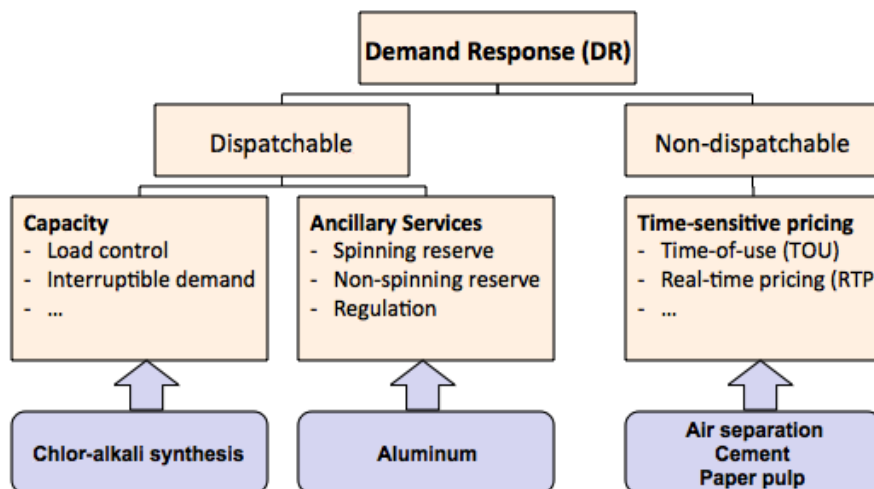 Demand Response (DR)
Dispatchable
Non-dispatchable
Capacity
- Load control
- Interruptible demand
- ...
Ancillary Services
- Spinning reserve
- Non-spinning reserve
- Regulation
Time-sensitive pricing
- Time-of-use (TOU)
- Real-time pricing (RTP
- ...
Chlor-alkali synthesis
Aluminum
Air separation
Cement
Paper pulp